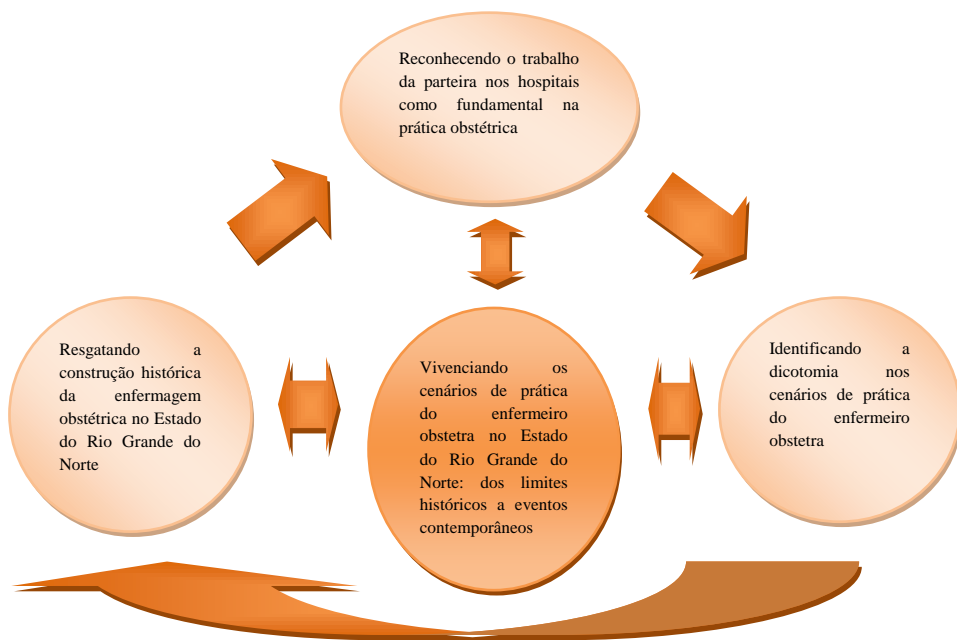 Reconhecendo o trabalho
da parteira nos hospitais
como fundamental na
prática obstétrica
Resgatando a
construção histórica
da enfermagem
obstétrica no Estado
do Rio Grande do
Norte
Vivenciando os
cenários de prática
do enfermeiro
obstetra no Estado
do Rio Grande do
Norte: dos limites
históricos a eventos
contemporâneos
Identificando a
dicotomia nos
cenários de prática
do enfermeiro
obstetra